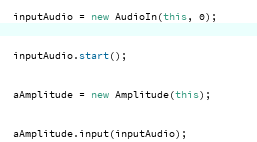 inputAudio = new AudioIn(this, 0);
inputAudio.start();
aAmplitude = new Amplitude(this);
aAmplitude.input(inputAudio);